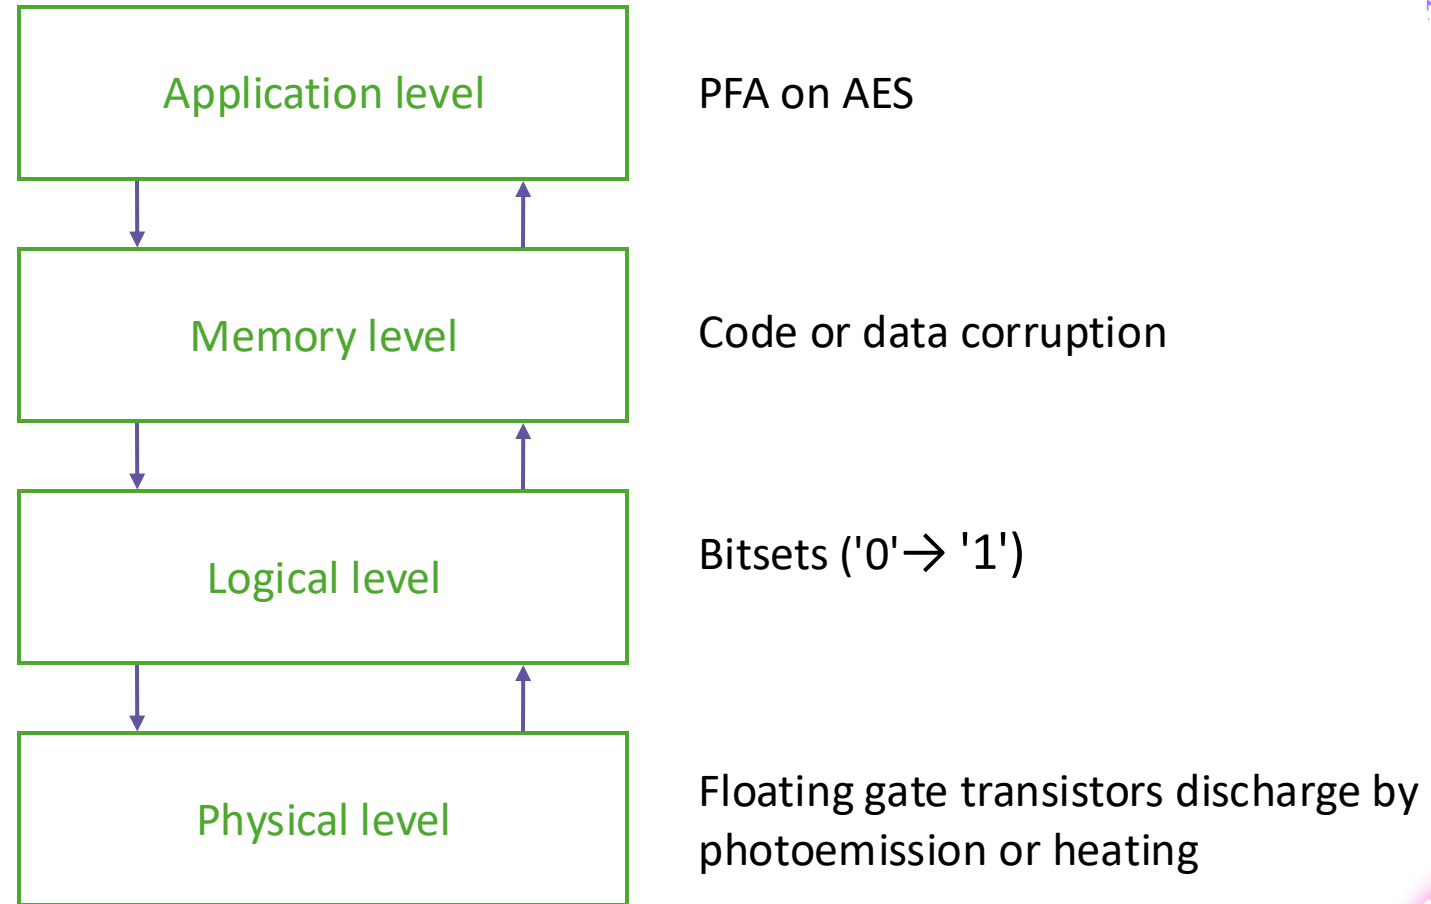 Application level
PFA on AES
Memory level
Code or data corruption
Logical level
Bitsets ('0'→ '1')
Physical level
Floating gate transistors discharge by
photoemission or heating